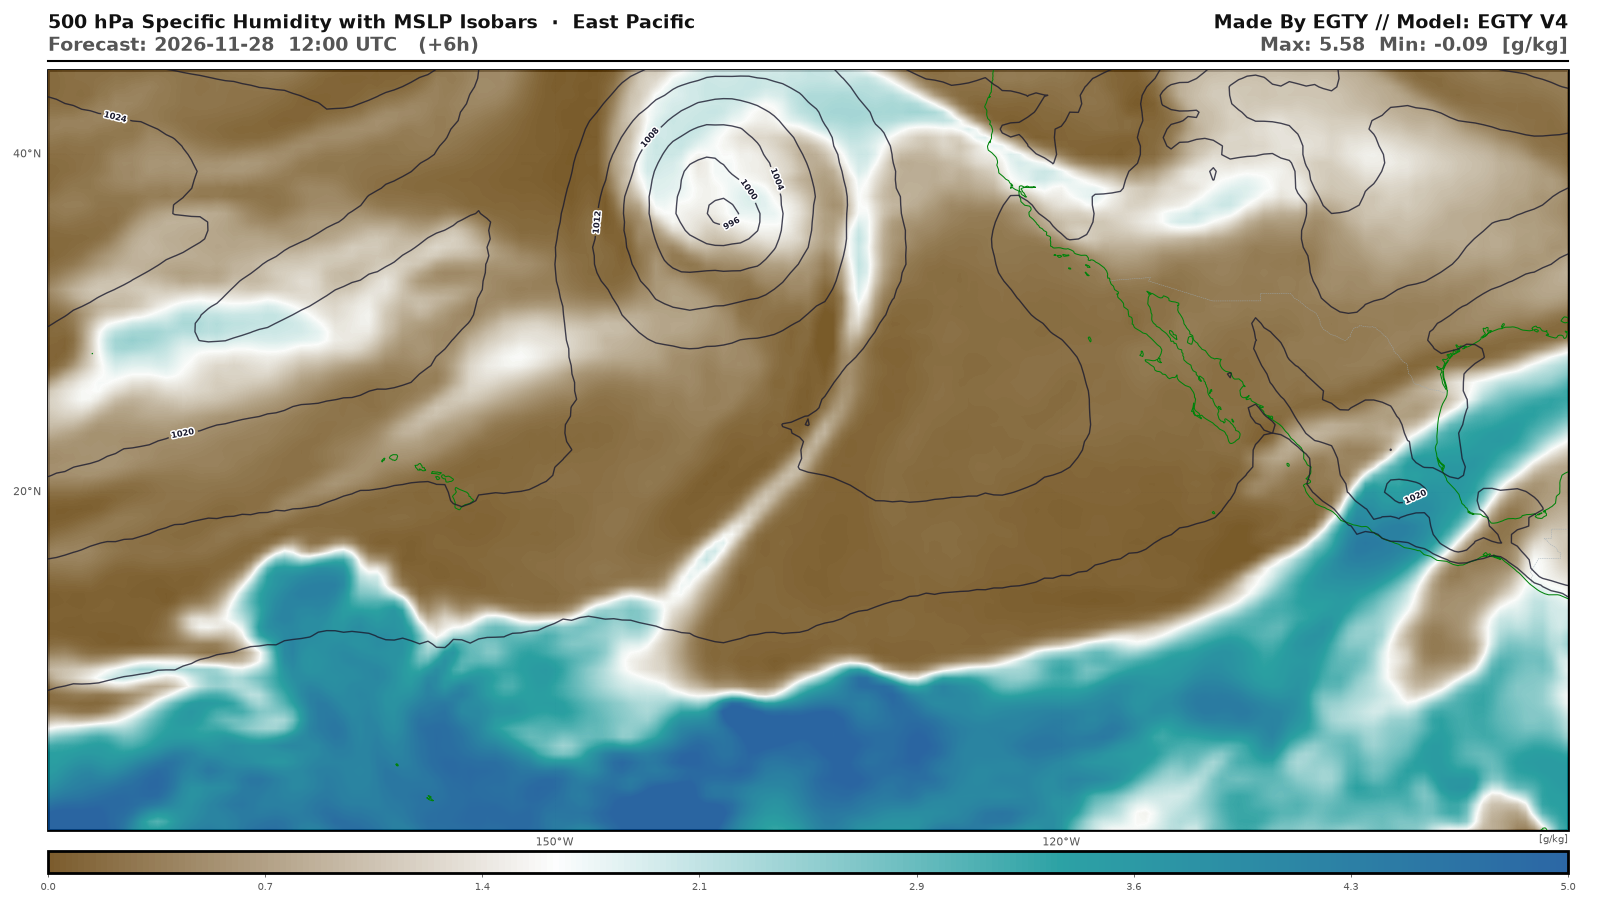 500 hPa Specific Humidity with MSLP Isobars · East Pacific
Made By EGTY // Model: EGTY V4
Forecast: 2026-11-28 12:00 UTC (+6h)
Max: 5.58 Min: -0.09 [g/kg]
1024
1008
1004
40°N
1000
1012
996
1020
20°N
1020
150°W
120°W
[g/kg]
0.0
0.7
1.4
2.1
2.9
3.6
4.3
5.0